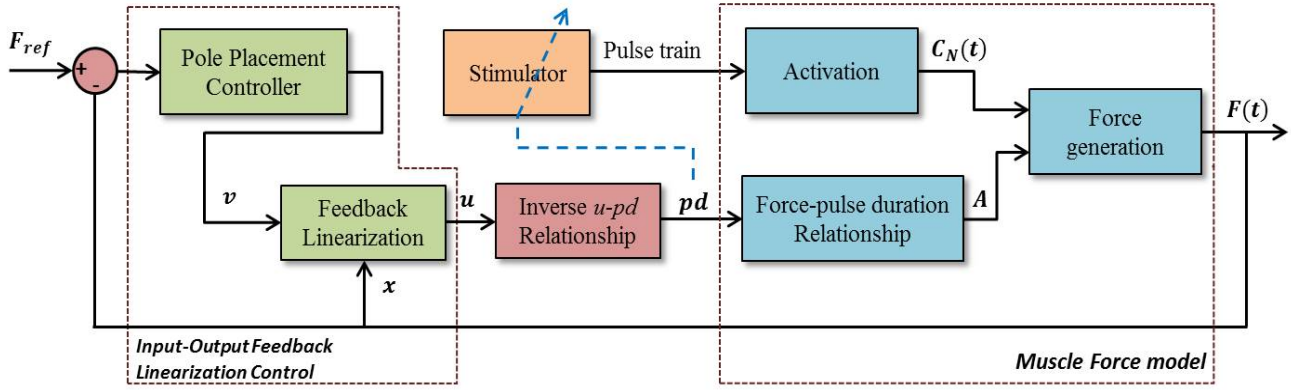 F_ref
+
-
Pole Placement
Controller
v
Feedback
Linearization
u
x
Input-Output Feedback
Linearization Control
Stimulator
Pulse train
Inverse u-pd
Relationship
pd
Activation
C_N(t)
Force-pulse duration
Relationship
A
Force
generation
F(t)
Muscle Force model